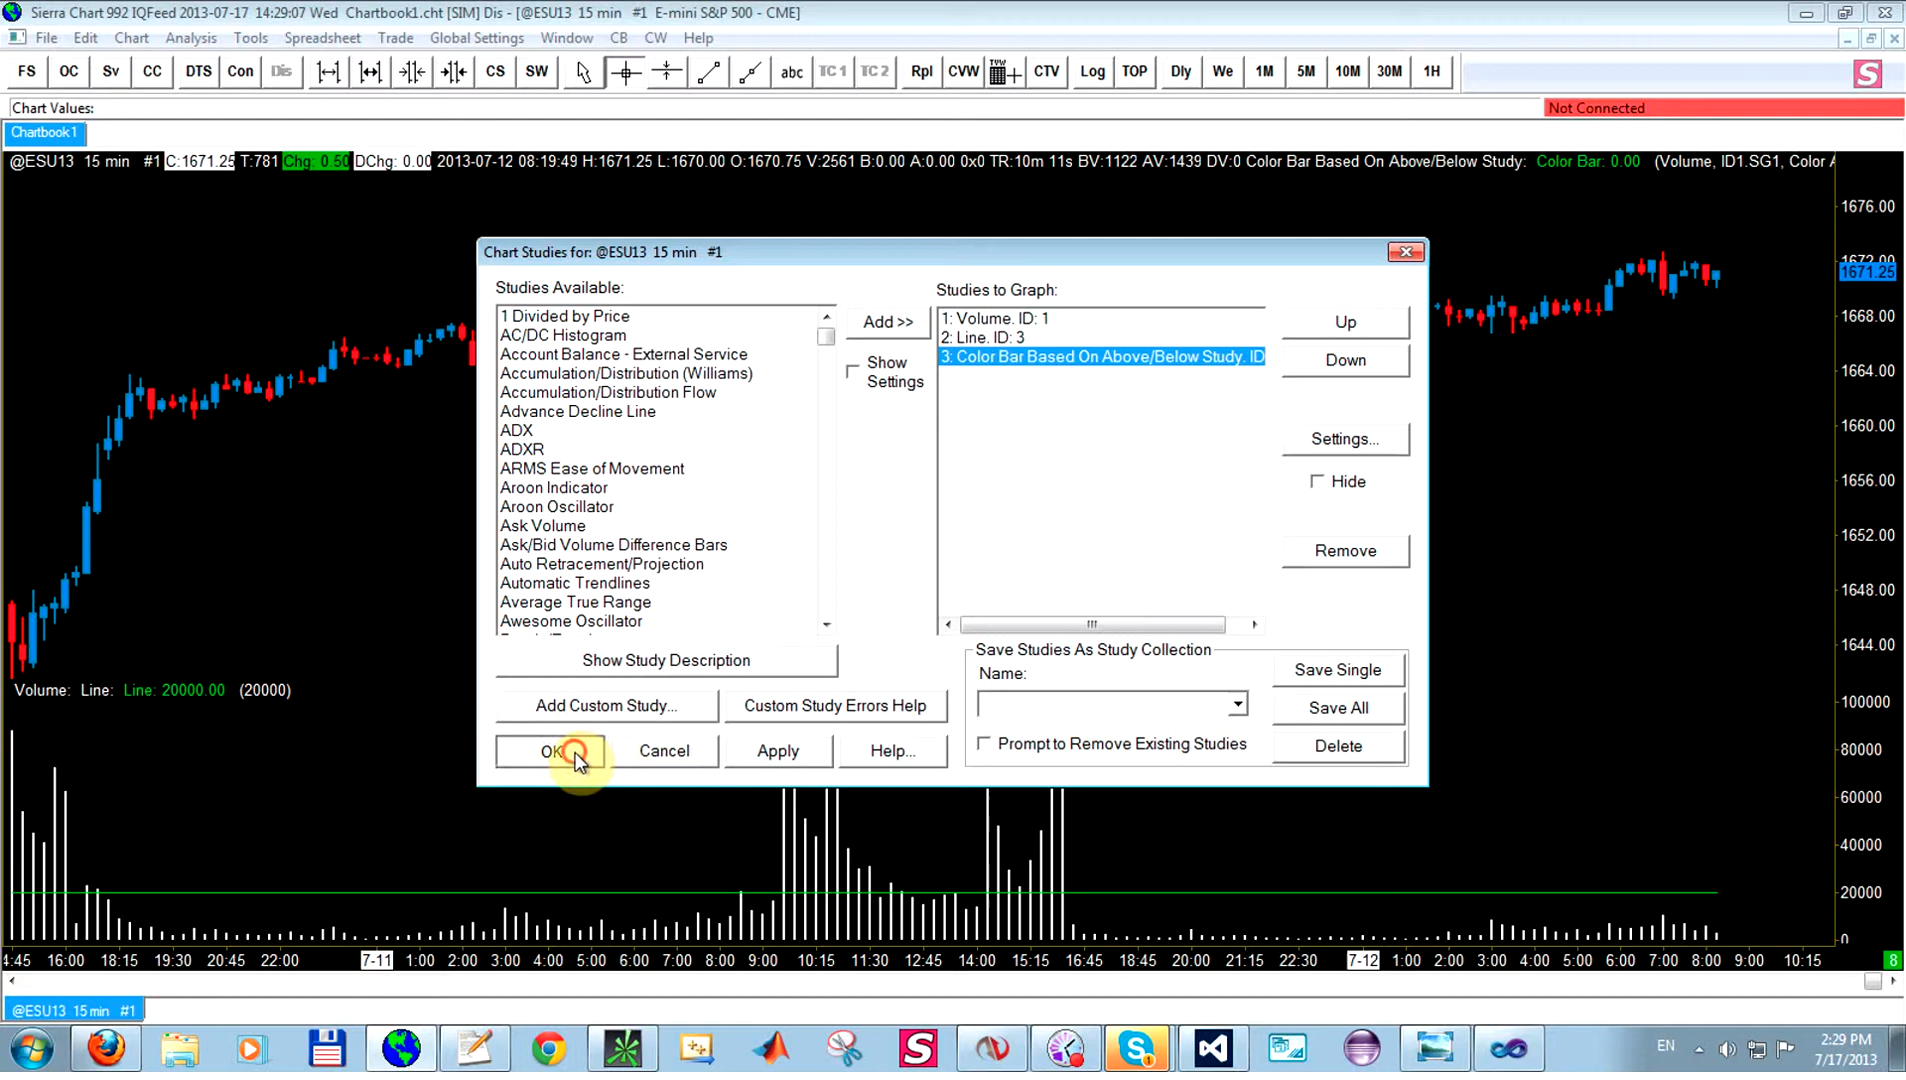 Sierra Chart 992 IQFeed 2013-07-17 14:29:07 Wed Chartbook1.cht [SIM] Dis - [@ESU13 15 min #1 E-mini S&P 500 - CME]
File Edit Chart Analysis Tools Spreadsheet Trade Global Settings Window CB CW Help
FS OC Sv CC DTS Con Dis CS SW abc TC 1 TC 2 Rpl CVW TVW CTV Log TOP Dly We 1M 5M 10M 30M 1H S
Chart Values: Not Connected
Chartbook1
@ESU13 15 min #1 C:1671.25 T:781 Chg: 0.50 DChg: 0.00 2013-07-12 08:19:49 H:1671.25 L:1670.00 O:1670.75 V:2561 B:0.00 A:0.00 0x0 TR:10m 11s BV:1122 AV:1439 DV:0 Color Bar Based On Above/Below Study: Color Bar: 0.00 (Volume, ID1.SG1, Color
1676.00
1672.00
1671.25
1668.00
1664.00
1660.00
1656.00
1652.00
1648.00
1644.00
Chart Studies for: @ESU13 15 min #1
Studies Available:
1 Divided by Price
AC/DC Histogram
Account Balance - External Service
Accumulation/Distribution (Williams)
Accumulation/Distribution Flow
Advance Decline Line
ADX
ADXR
ARMS Ease of Movement
Aroon Indicator
Aroon Oscillator
Ask Volume
Ask/Bid Volume Difference Bars
Auto Retracement/Projection
Automatic Trendlines
Average True Range
Awesome Oscillator
Add >>
Show Settings
Studies to Graph:
1: Volume. ID: 1
2: Line. ID: 3
3: Color Bar Based On Above/Below Study. ID
Up
Down
Settings...
Hide
Remove
Show Study Description
Add Custom Study...
Custom Study Errors Help
OK
Cancel
Apply
Help...
Save Studies As Study Collection
Name:
Save Single
Save All
Prompt to Remove Existing Studies
Delete
Volume: Line: Line: 20000.00 (20000)
100000
80000
60000
40000
20000
0
4:45 16:00 18:15 19:30 20:45 22:00 7-11 1:00 2:00 3:00 4:00 5:00 6:00 7:00 8:00 9:00 10:15 11:30 12:45 14:00 15:15 16:45 18:45 20:00 21:15 22:30 7-12 1:00 2:00 3:00 4:00 5:00 6:00 7:00 8:00 9:00 10:15 8
@ESU13 15 min #1
S
EN
2:29 PM
7/17/2013